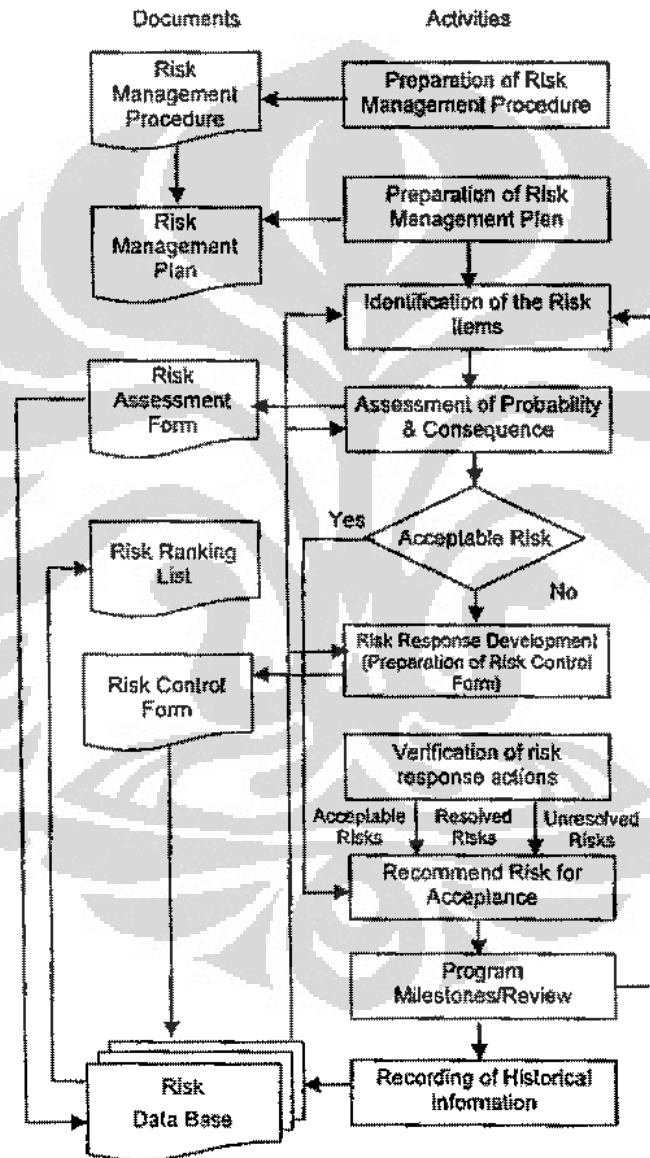 Documents
Activities
Risk
Management
Procedure
Preparation of Risk
Management Procedure
Risk
Management
Plan
Preparation of Risk
Management Plan
Identification of the Risk
Items
Risk
Assessment
Form
Assessment of Probability
& Consequence
Yes
Acceptable Risk
No
Risk Ranking
List
Risk Response Development
(Preparation of Risk Control
Form)
Risk Control
Form
Verification of risk
response actions
Acceptable
Risks
Resolved
Risks
Unresolved
Risks
Recommend Risk for
Acceptance
Program
Milestones/Review
Risk
Data Base
Recording of Historical
Information